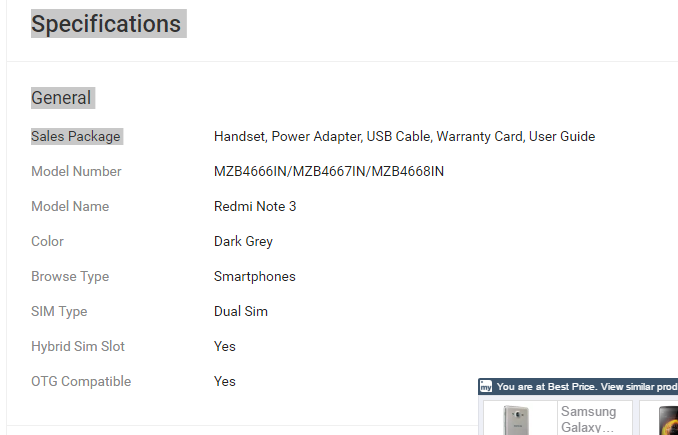 Specifications
General
Sales Package Handset, Power Adapter, USB Cable, Warranty Card, User Guide
Model Number MZB4666IN/MZB4667IN/MZB4668IN
Model Name Redmi Note 3
Color Dark Grey
Browse Type Smartphones
SIM Type Dual Sim
Hybrid Sim Slot Yes
OTG Compatible Yes
my You are at Best Price. View similar prod
Samsung
Galaxy...